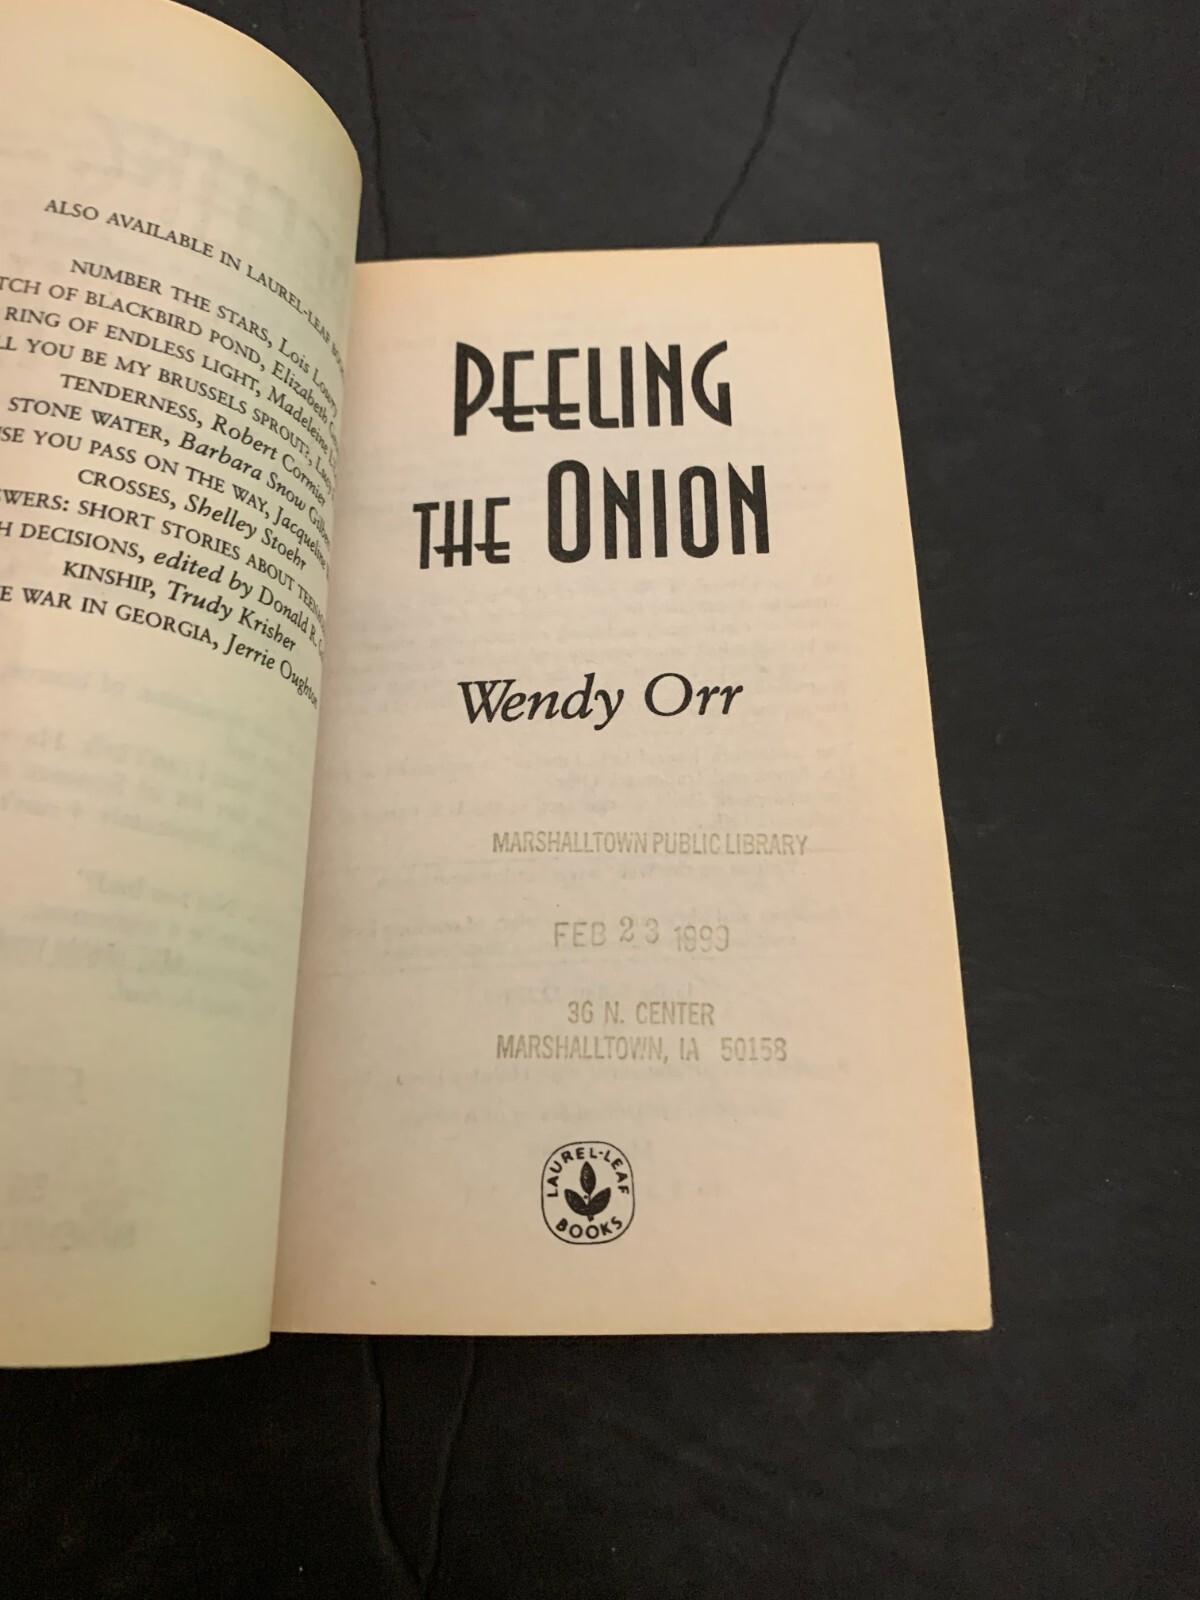 ALSO AVAILABLE IN LAUREL-LEAF
NUMBER THE STARS, Lois Lowry
OF BLACKBIRD POND, Elizabeth
RING OF ENDLESS LIGHT, Madeleine
YOU BE MY BRUSSELS SPROUT?, Lucy
TENDERNESS, Robert Cormier
STONE WATER, Barbara Snow
YOU PASS ON THE WAY, Jacqueline
CROSSES, Shelley Stoehr
SHORT STORIES ABOUT
DECISIONS, edited by Donald R.
KINSHIP, Trudy Krisher
WAR IN GEORGIA, Jerrie Oughton
PEELING
THE ONION
Wendy Orr
MARSHALLTOWN PUBLIC LIBRARY
FEB 23 1999
36 N. CENTER
MARSHALLTOWN, IA 50158
LAUREL-LEAF
BOOKS